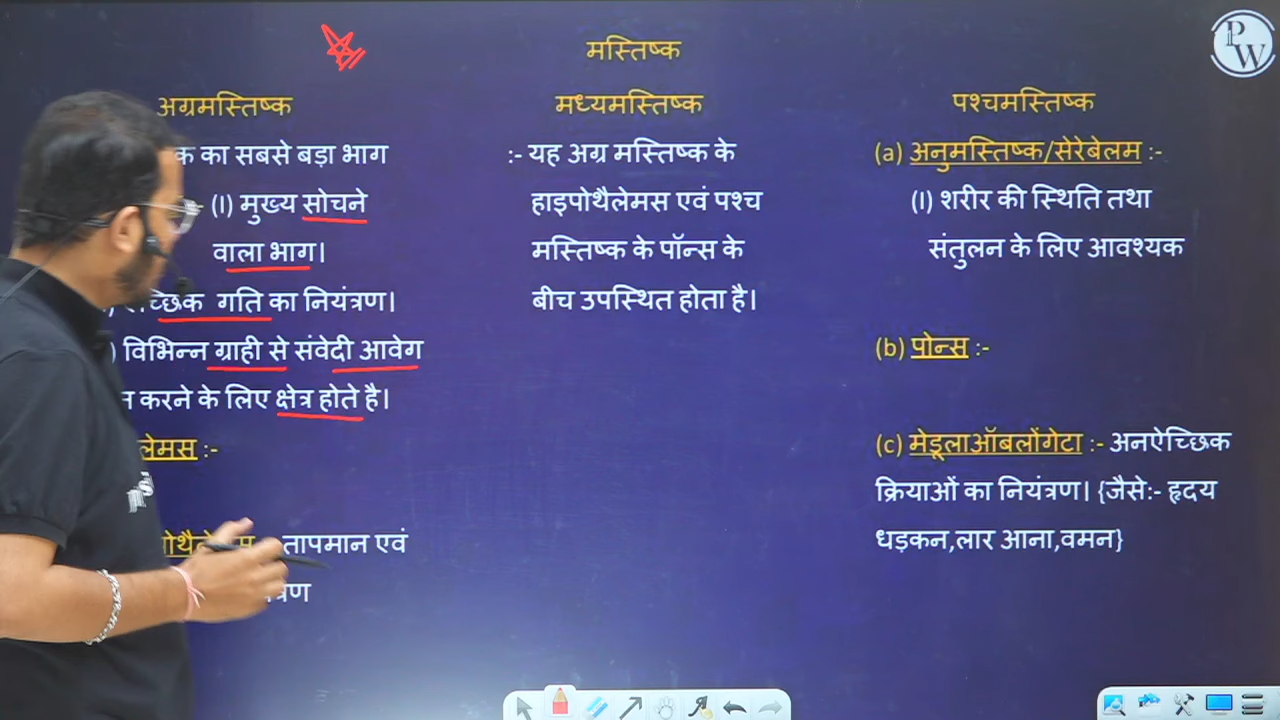 PW
मस्तिष्क
अग्रमस्तिष्क
का सबसे बड़ा भाग
(I) मुख्य सोचने
वाला भाग।
गति का नियंत्रण।
विभिन्न ग्राही से संवेदी आवेग
करने के लिए क्षेत्र होते है।
तापमान एवं
मध्यमस्तिष्क
:- यह अग्र मस्तिष्क के
हाइपोथैलेमस एवं पश्च
मस्तिष्क के पॉन्स के
बीच उपस्थित होता है।
पश्चमस्तिष्क
(a) अनुमस्तिष्क/सेरेबेलम :-
(I) शरीर की स्थिति तथा
संतुलन के लिए आवश्यक
(b) पोन्स :-
(c) मेडूलाऑबलोंगेटा :- अनऐच्छिक
क्रियाओं का नियंत्रण। {जैसे:- हृदय
धड़कन,लार आना,वमन}